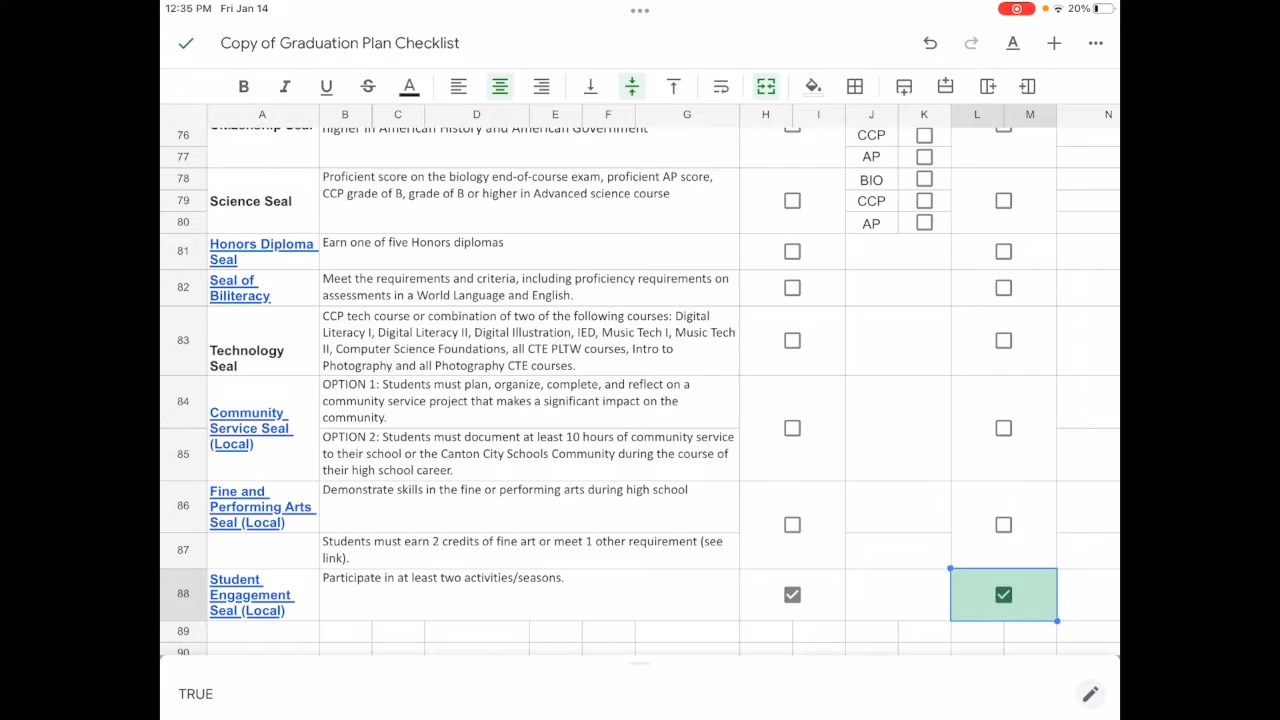 12:35 PM Fri Jan 14
20%
Copy of Graduation Plan Checklist
B I U S A
A B C D E F G H I J K L M N
76 Citizenship Seal higher in American History and American Government CCP
77 AP
78 Proficient score on the biology end-of-course exam, proficient AP score, BIO
79 Science Seal CCP grade of B, grade of B or higher in Advanced science course CCP
80 AP
81 Honors Diploma Earn one of five Honors diplomas
Seal
82 Seal of Meet the requirements and criteria, including proficiency requirements on
Biliteracy assessments in a World Language and English.
CCP tech course or combination of two of the following courses: Digital
83 Literacy I, Digital Literacy II, Digital Illustration, IED, Music Tech I, Music Tech
Technology II, Computer Science Foundations, all CTE PLTW courses, Intro to
Seal Photography and all Photography CTE courses.
OPTION 1: Students must plan, organize, complete, and reflect on a
84 community service project that makes a significant impact on the
Community community.
Service Seal
(Local)
OPTION 2: Students must document at least 10 hours of community service
85 to their school or the Canton City Schools Community during the course of
their high school career.
86 Fine and Demonstrate skills in the fine or performing arts during high school
Performing Arts
Seal (Local)
87 Students must earn 2 credits of fine art or meet 1 other requirement (see
link).
88 Student Participate in at least two activities/seasons.
Engagement
Seal (Local)
89
90
TRUE